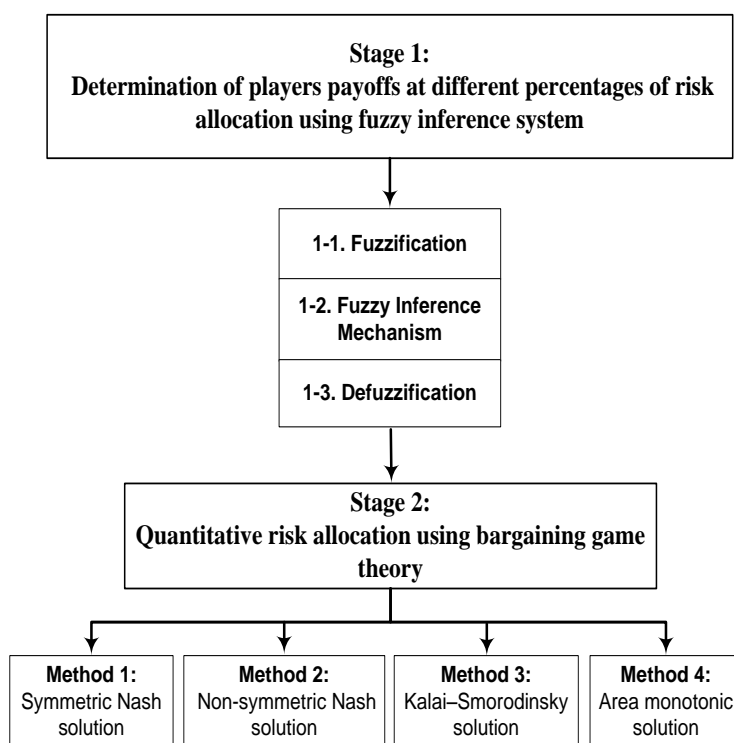 Stage 1:
Determination of players payoffs at different percentages of risk
allocation using fuzzy inference system
1-1. Fuzzification
1-2. Fuzzy Inference
Mechanism
1-3. Defuzzification
Stage 2:
Quantitative risk allocation using bargaining game
theory
Method 1:
Symmetric Nash
solution
Method 2:
Non-symmetric Nash
solution
Method 3:
Kalai–Smorodinsky
solution
Method 4:
Area monotonic
solution